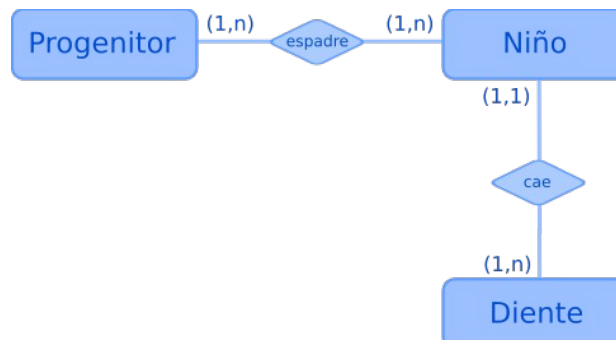 Progenitor
(1,n)
espadre
(1,n)
Niño
(1,1)
cae
(1,n)
Diente